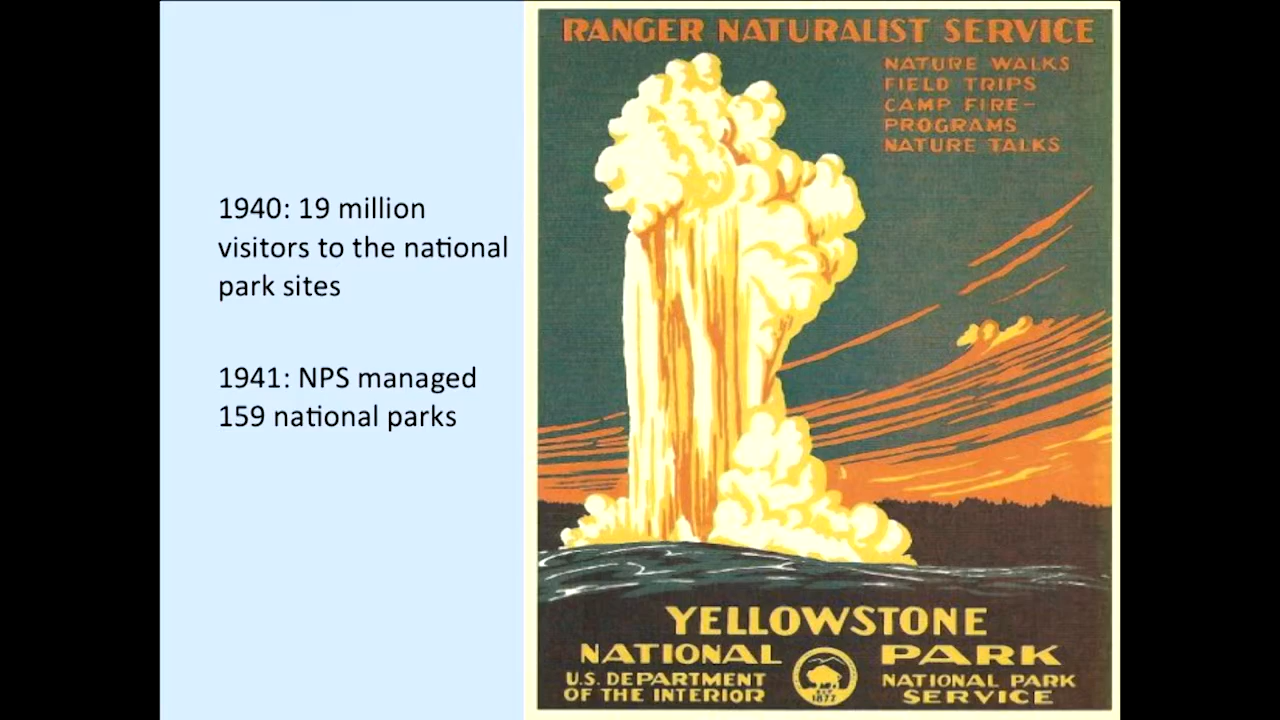 1940: 19 million
visitors to the national
park sites
1941: NPS managed
159 national parks
RANGER NATURALIST SERVICE
NATURE WALKS
FIELD TRIPS
CAMP FIRE-
PROGRAMS
NATURE TALKS
YELLOWSTONE
NATIONAL PARK
U.S. DEPARTMENT
OF THE INTERIOR
1872
NATIONAL PARK
SERVICE